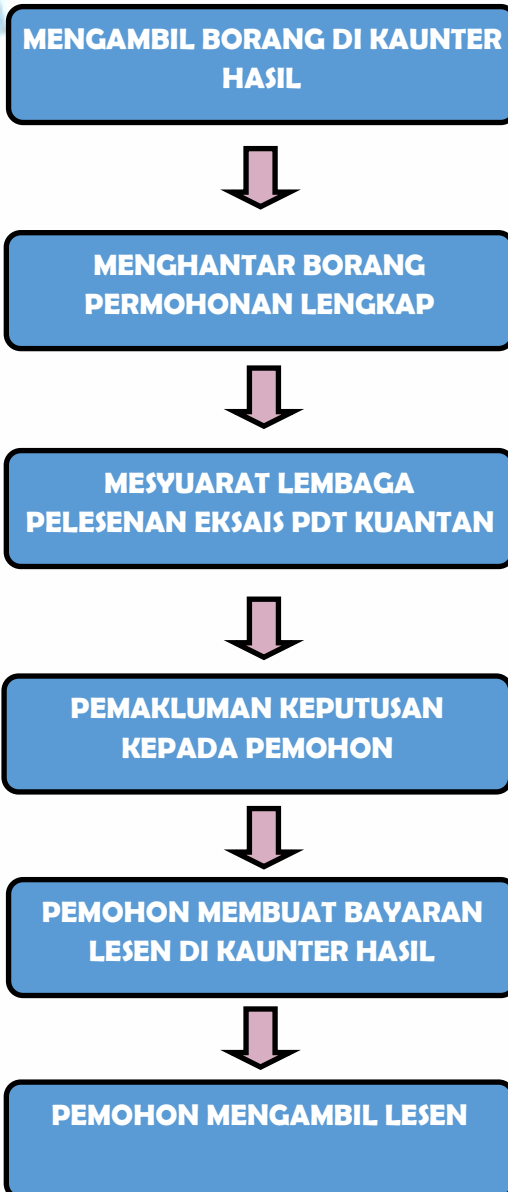 MENGAMBIL BORANG DI KAUNTER
HASIL
MENGHANTAR BORANG
PERMOHONAN LENGKAP
MESYUARAT LEMBAGA
PELESENAN EKSAIS PDT KUANTAN
PEMAKLUMAN KEPUTUSAN
KEPADA PEMOHON
PEMOHON MEMBUAT BAYARAN
LESEN DI KAUNTER HASIL
PEMOHON MENGAMBIL LESEN